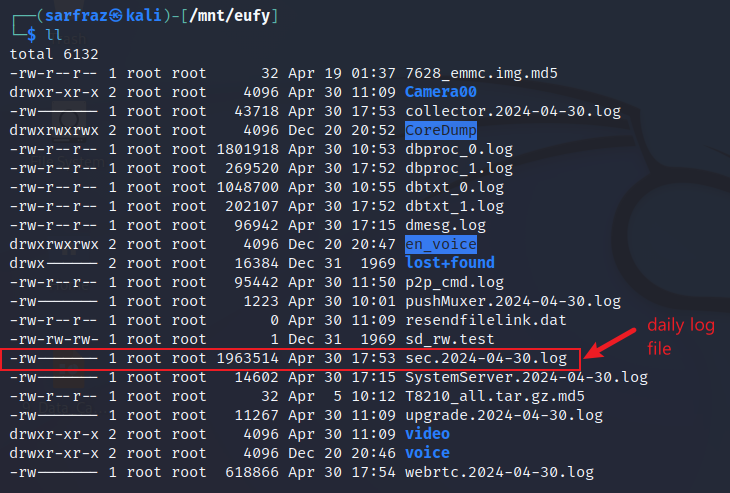 ┌──(sarfraz㉿kali)-[/mnt/eufy]
└─$ ll
total 6132
-rw-r--r-- 1 root root      32 Apr 19 01:37 7628_emmc.img.md5
drwxr-xr-x 2 root root    4096 Apr 30 11:09 Camera00
-rw------- 1 root root   43718 Apr 30 17:53 collector.2024-04-30.log
drwxrwxrwx 2 root root    4096 Dec 20 20:52 CoreDump
-rw-r--r-- 1 root root 1801918 Apr 30 10:53 dbproc_0.log
-rw-r--r-- 1 root root  269520 Apr 30 17:52 dbproc_1.log
-rw-r--r-- 1 root root 1048700 Apr 30 10:55 dbtxt_0.log
-rw-r--r-- 1 root root  202107 Apr 30 17:52 dbtxt_1.log
-rw-r--r-- 1 root root   96942 Apr 30 17:15 dmesg.log
drwxrwxrwx 2 root root    4096 Dec 20 20:47 en_voice
drwx------ 2 root root   16384 Dec 31  1969 lost+found
-rw-r--r-- 1 root root   95442 Apr 30 11:50 p2p_cmd.log
-rw------- 1 root root    1223 Apr 30 10:01 pushMuxer.2024-04-30.log
-rw-r--r-- 1 root root       0 Apr 30 11:09 resendfilelink.dat
-rw-rw-rw- 1 root root       1 Dec 31  1969 sd_rw.test
-rw------- 1 root root 1963514 Apr 30 17:53 sec.2024-04-30.log
-rw------- 1 root root   14602 Apr 30 17:15 SystemServer.2024-04-30.log
-rw-r--r-- 1 root root      32 Apr  5 10:12 T8210_all.tar.gz.md5
-rw------- 1 root root   11267 Apr 30 11:09 upgrade.2024-04-30.log
drwxr-xr-x 2 root root    4096 Apr 30 11:09 video
drwxr-xr-x 2 root root    4096 Dec 20 20:46 voice
-rw------- 1 root root  618866 Apr 30 17:54 webrtc.2024-04-30.log
daily log
file